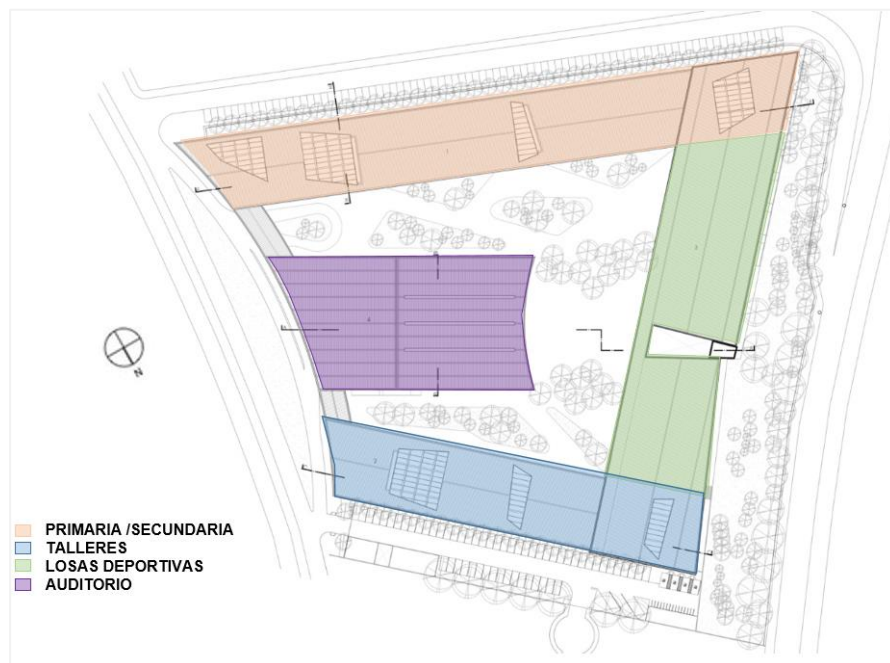 N
PRIMARIA /SECUNDARIA
TALLERES
LOSAS DEPORTIVAS
AUDITORIO